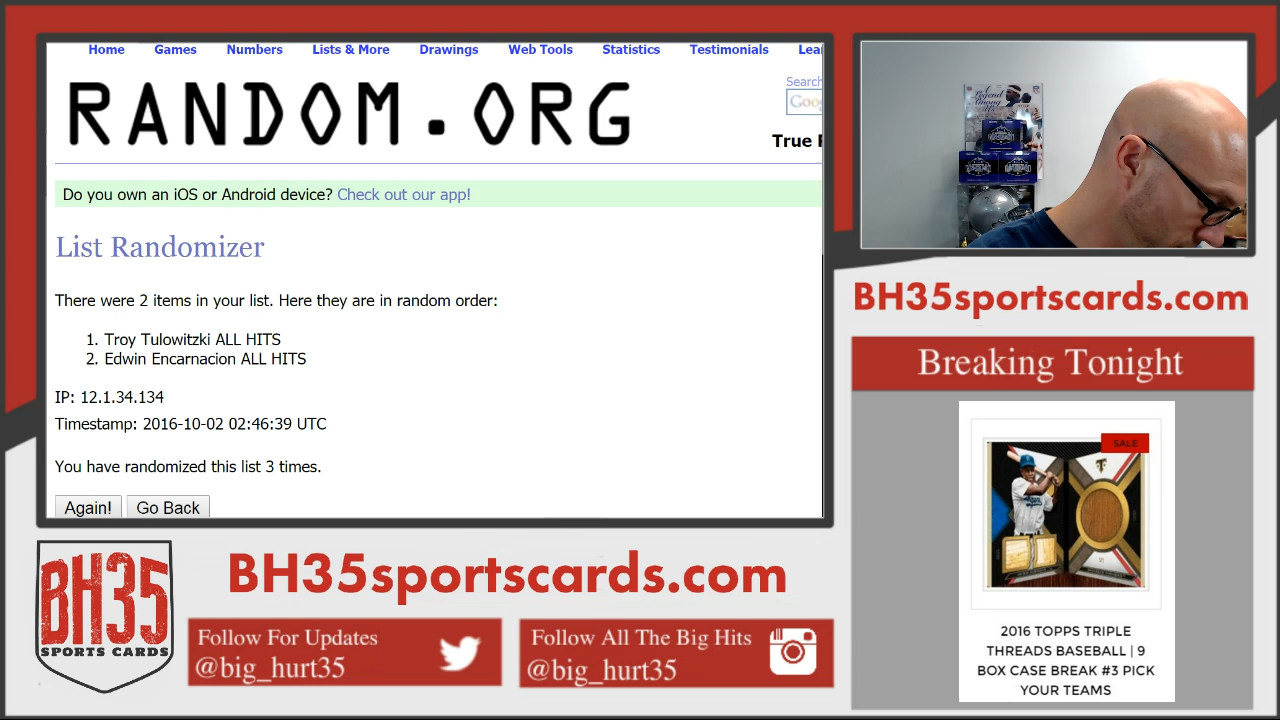 Home Games Numbers Lists & More Drawings Web Tools Statistics Testimonials
RANDOM.ORG
Search
Goog
True
Do you own an iOS or Android device? Check out our app!
List Randomizer
There were 2 items in your list. Here they are in random order:
1. Troy Tulowitzki ALL HITS
2. Edwin Encarnacion ALL HITS
IP: 12.1.34.134
Timestamp: 2016-10-02 02:46:39 UTC
You have randomized this list 3 times.
Again! Go Back
BH35sportscards.com
Breaking Tonight
SALE
2016 TOPPS TRIPLE
THREADS BASEBALL | 9
BOX CASE BREAK #3 PICK
YOUR TEAMS
BH35
SPORTS CARDS
BH35sportscards.com
Follow For Updates
@big_hurt35
Follow All The Big Hits
@big_hurt35